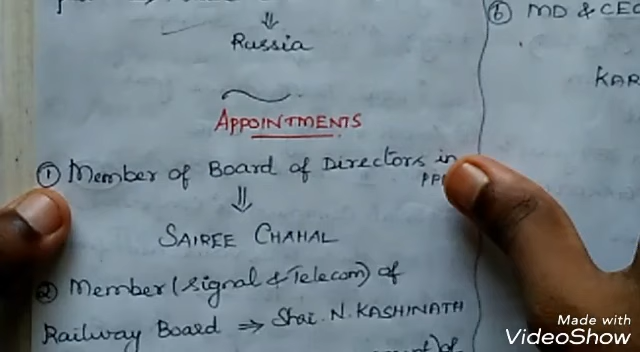 ⇓
Russia
APPOINTMENTS
① Member of Board of Directors in
⇓
SAIREE CHAHAL
② Member (signal & Telecom) of
Railway Board ⇒ Shri. N. KASHINATH
⑥ MD & CEO
KAR
Made with
VideoShow